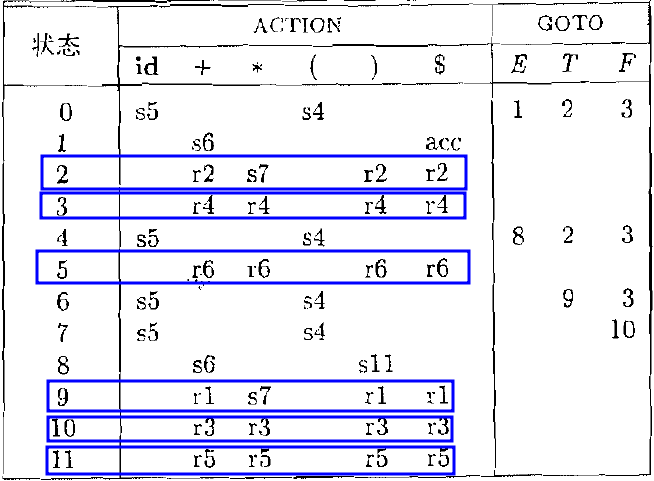 状态 ACTION GOTO
id + * ( ) $ E T F
0 s5 s4 1 2 3
1 s6 acc
2 r2 s7 r2 r2
3 r4 r4 r4 r4
4 s5 s4 8 2 3
5 r6 r6 r6 r6
6 s5 s4 9 3
7 s5 s4 10
8 s6 s11
9 r1 s7 r1 r1
10 r3 r3 r3 r3
11 r5 r5 r5 r5